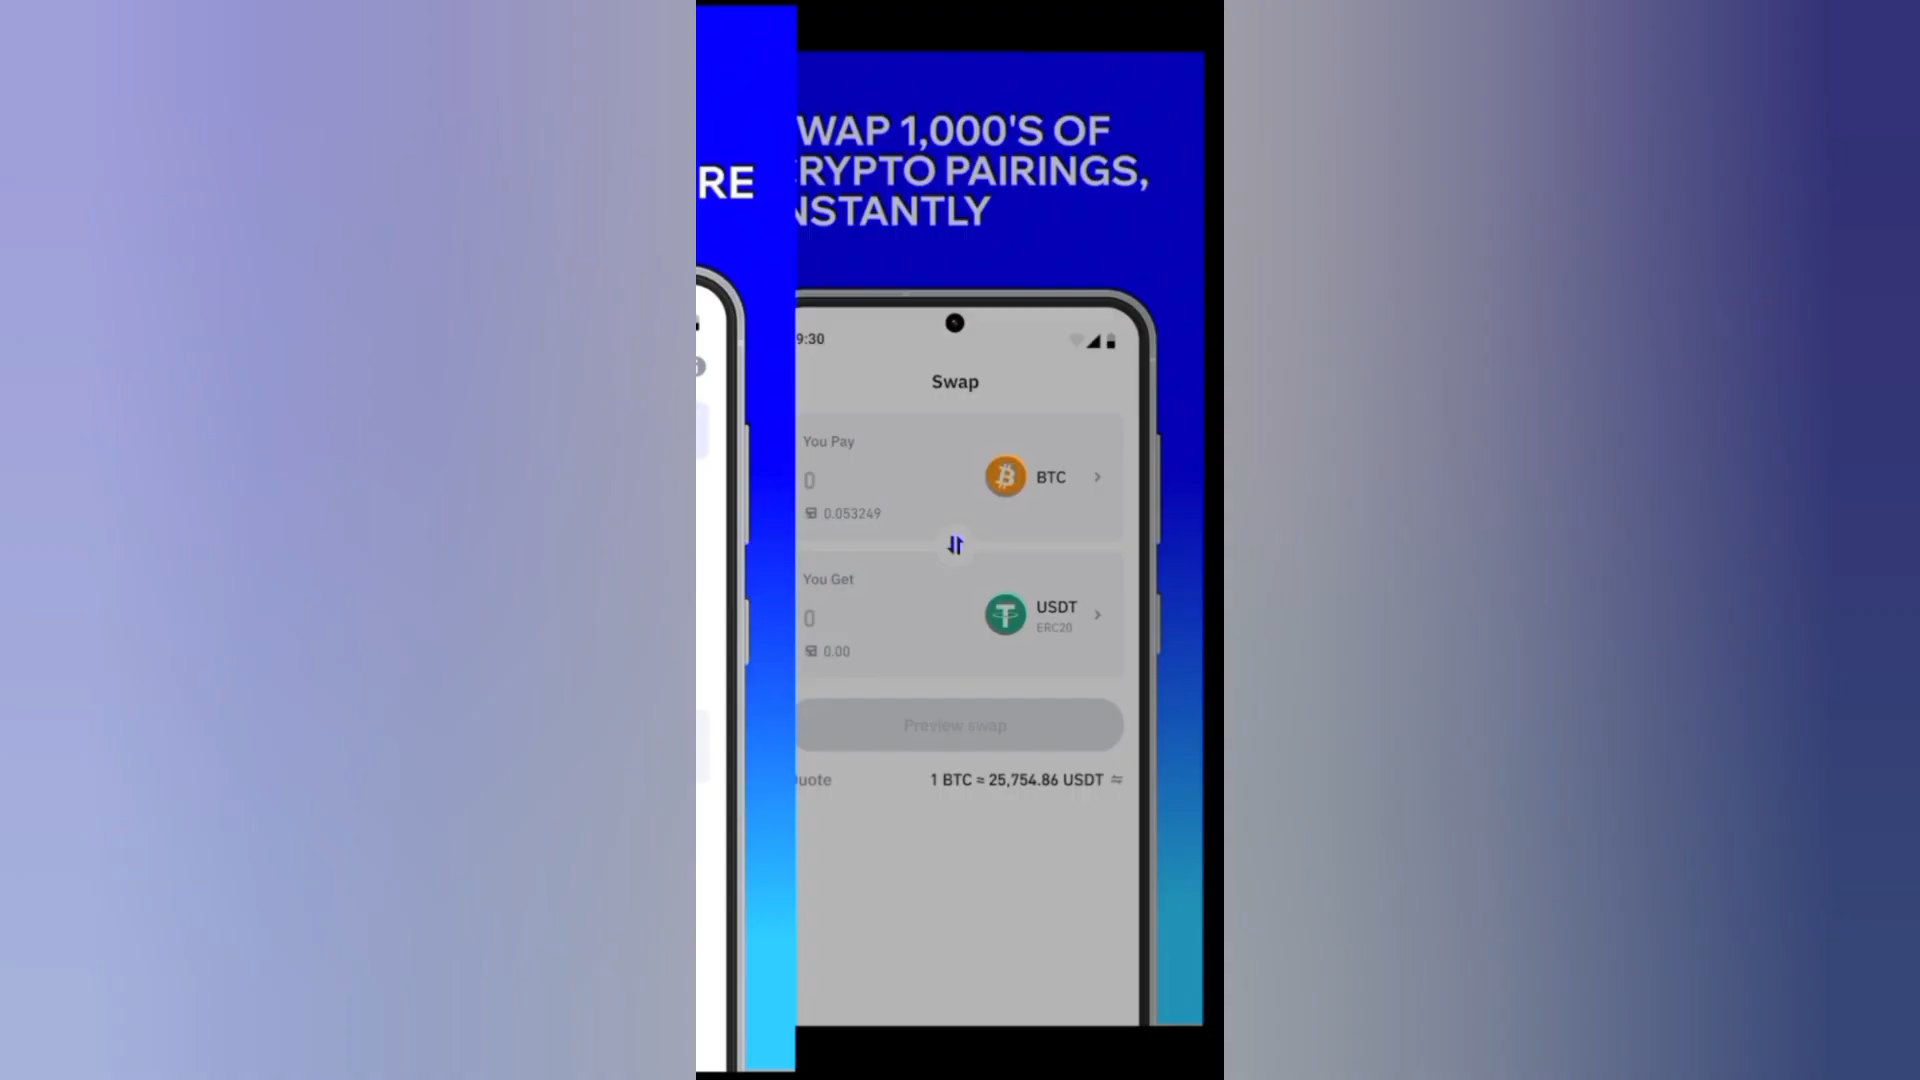 RE
WAP 1,000'S OF
RYPTO PAIRINGS,
NSTANTLY
9:30
Swap
You Pay
0
BTC
0.053249
You Get
0
USDT
ERC20
0.00
Preview swap
uote
1 BTC ≈ 25,754.86 USDT